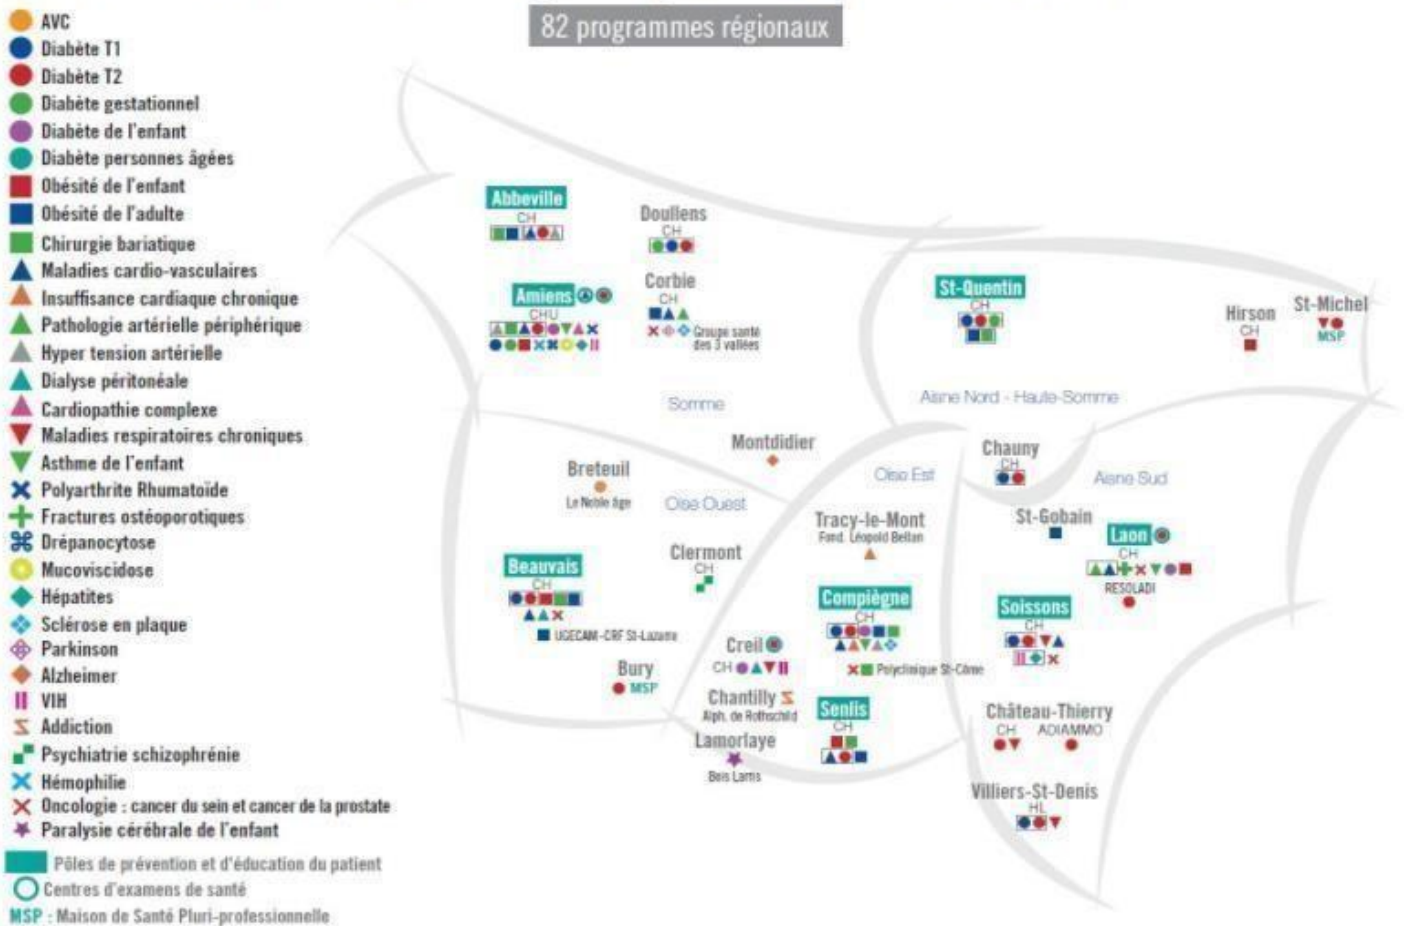 82 programmes régionaux
AVC
Diabète T1
Diabète T2
Diabète gestationnel
Diabète de l'enfant
Diabète personnes âgées
Obésité de l'enfant
Obésité de l'adulte
Chirurgie bariatique
Maladies cardio-vasculaires
Insuffisance cardiaque chronique
Pathologie artérielle périphérique
Hyper tension artérielle
Dialyse péritonéale
Cardiopathie complexe
Maladies respiratoires chroniques
Asthme de l'enfant
Polyarthrite Rhumatoïde
Fractures ostéoporotiques
Drépanocytose
Mucoviscidose
Hépatites
Sclérose en plaque
Parkinson
Alzheimer
VIH
Addiction
Psychiatrie schizophrénie
Hémophilie
Oncologie : cancer du sein et cancer de la prostate
Paralysie cérébrale de l'enfant
Pôles de prévention et d'éducation du patient
Centres d'examens de santé
MSP : Maison de Santé Pluri-professionnelle
Abbeville
CH
Doullens
CH
Amiens
CHU
Corbie
CH
Groupe santé
des 3 vallées
St-Quentin
CH
Hirson
CH
St-Michel
MSP
Somme
Aisne Nord - Haute-Somme
Montdidier
Breteuil
Le Noble âge
Oise Ouest
Oise Est
Chauny
CH
Aisne Sud
Tracy-le-Mont
Fond. Léopold Bellan
St-Gobain
Laon
CH
RESOLADI
Clermont
CH
Beauvais
CH
UGECAM-CRF St-Lazare
Compiègne
CH
Polyclinique St-Côme
Soissons
CH
Creil
CH
Bury
MSP
Chantilly
Alph. de Rothschild
Senlis
CH
Lamorlaye
Bois Larris
Château-Thierry
CH
ADIAMMO
Villiers-St-Denis
HL